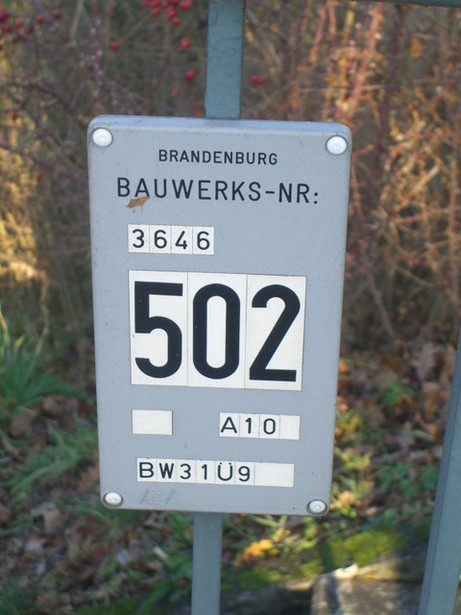 BRANDENBURG
BAUWERKS-NR:
3646
502
A10
BW31Ü9